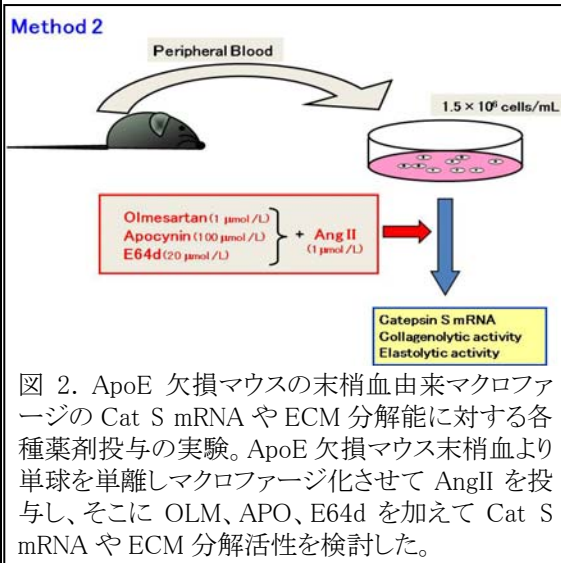 Method 2
Peripheral Blood
1.5 × 10⁶ cells/mL
Olmesartan (1 μmol/L)
Apocynin (100 μmol/L)
E64d (20 μmol/L)
+ Ang II
(1 μmol/L)
Catepsin S mRNA
Collagenolytic activity
Elastolytic activity
図 2. ApoE 欠損マウスの末梢血由来マクロファ
ージの Cat S mRNA や ECM 分解能に対する各
種薬剤投与の実験。ApoE 欠損マウス末梢血より
単球を単離しマクロファージ化させて AngII を投
与し、そこに OLM、APO、E64d を加えて Cat S
mRNA や ECM 分解活性を検討した。